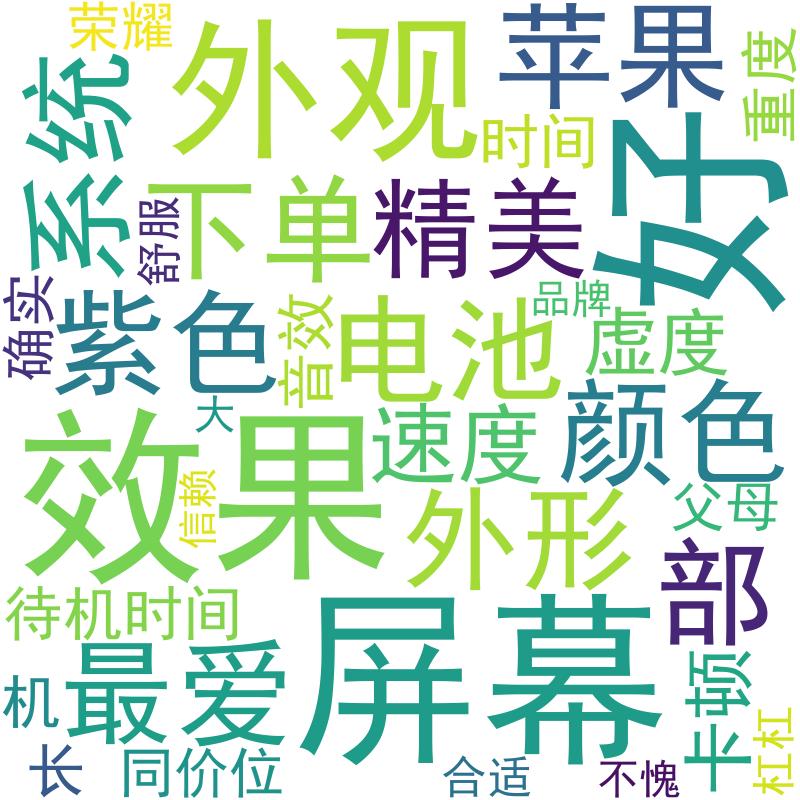 荣耀
外观
苹果
重度
系统
时间
好
下单
精美
舒服
确实
紫色
音效
电池
品牌
虚度
大
速度
颜色
效果
信赖
外形
父母
部
待机时间
最爱
屏幕
卡顿
机
长
同价位
合适
不愧
杠杠